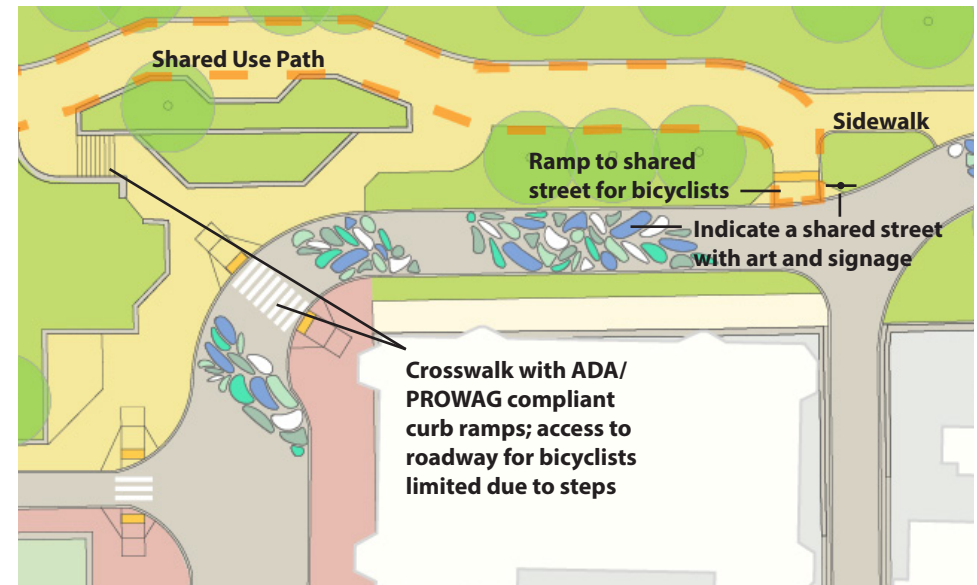 Shared Use Path
Sidewalk
Ramp to shared
street for bicyclists
Indicate a shared street
with art and signage
Crosswalk with ADA/
PROWAG compliant
curb ramps; access to
roadway for bicyclists
limited due to steps